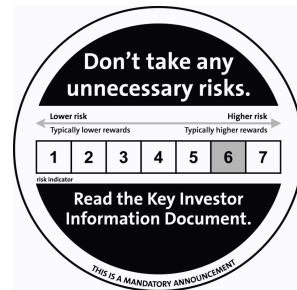 Don't take any
unnecessary risks.
Lower risk Higher risk
Typically lower rewards Typically higher rewards
1 2 3 4 5 6 7
risk indicator
Read the Key Investor
Information Document.
THIS IS A MANDATORY ANNOUNCEMENT